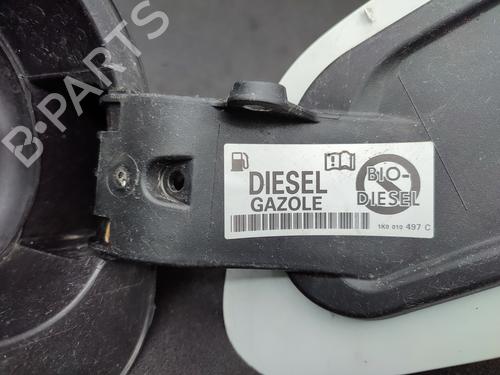 B-PARTS
DIESEL
GAZOLE
BIO-
DIESEL
1K0 010 497 C